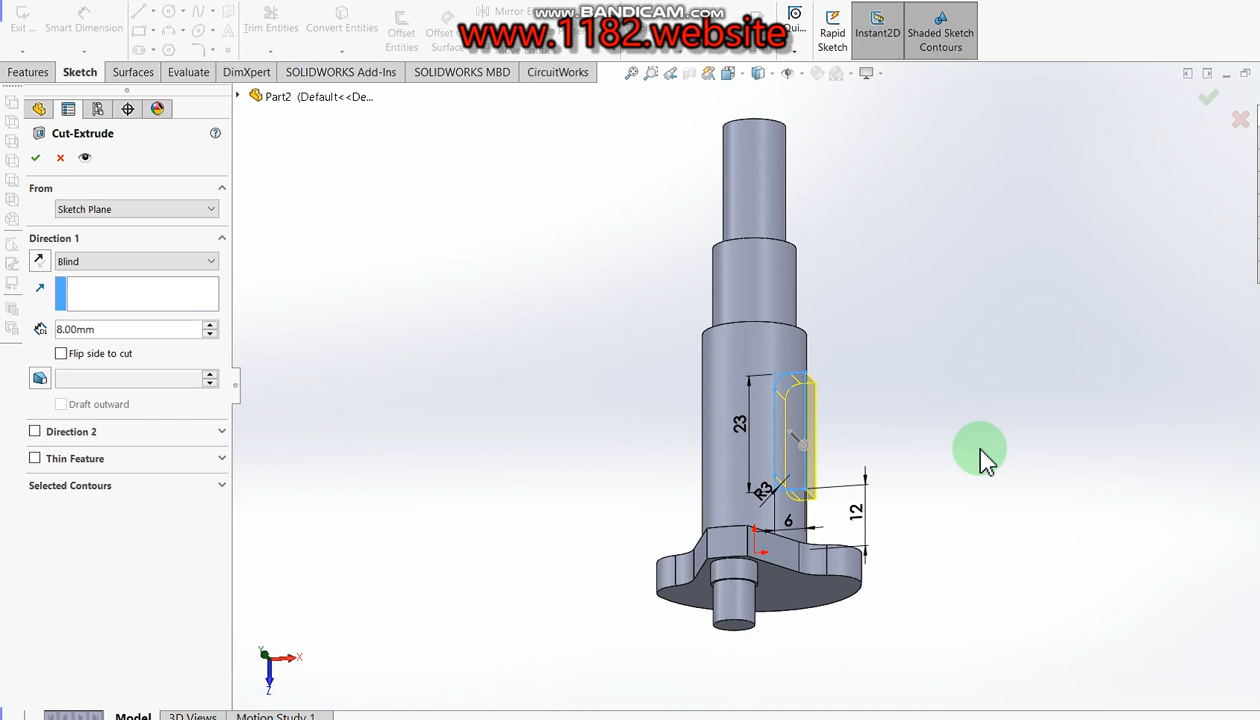 www.BANDICAM.com
www.1182.website
Exit ...
Smart Dimension
Trim Entities
Convert Entities
Offset Entities
Mirror
Rapid Sketch
Instant2D
Shaded Sketch Contours
Features
Sketch
Surfaces
Evaluate
DimXpert
SOLIDWORKS Add-Ins
SOLIDWORKS MBD
CircuitWorks
Part2 (Default<<De...
Cut-Extrude
From
Sketch Plane
Direction 1
Blind
D1
8.00mm
Flip side to cut
Draft outward
Direction 2
Thin Feature
Selected Contours
23
R3
6
12
Y
X
Z
Model
3D Views
Motion Study 1